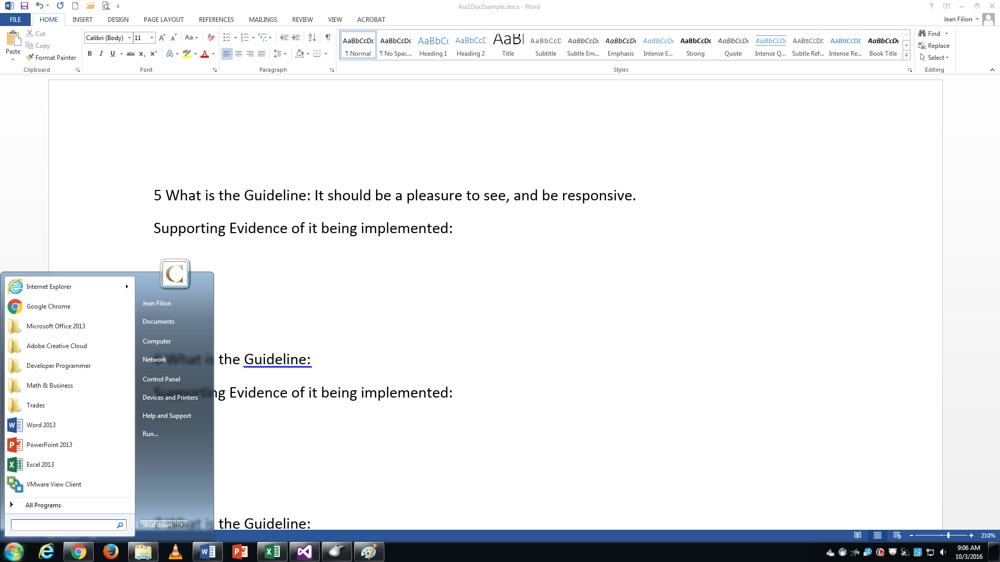 Ass1DocExample.docx - Word
FILE HOME INSERT DESIGN PAGE LAYOUT REFERENCES MAILINGS REVIEW VIEW ACROBAT
Jean Filion
Paste
Cut
Copy
Format Painter
Clipboard
Calibri (Body) 11
Font
Paragraph
AaBbCcDc AaBbCcDc AaBbCc AaBbCcD AaBl AaBbCcD AaBbCcDc AaBbCcDc AaBbCcDc AaBbCcDc AaBbCcDc AaBbCcDc AABBCCDE AABBCCDE AaBbCcDc
¶ Normal ¶ No Spac... Heading 1 Heading 2 Title Subtitle Subtle Em... Emphasis Intense E... Strong Quote Intense Q... Subtle Ref... Intense Re... Book Title
Styles
Find
Replace
Select
Editing
5 What is the Guideline: It should be a pleasure to see, and be responsive.
Supporting Evidence of it being implemented:
6 What is the Guideline:
Supporting Evidence of it being implemented:
What is the Guideline:
Internet Explorer
Google Chrome
Microsoft Office 2013
Adobe Creative Cloud
Developer Programmer
Math & Business
Trades
Word 2013
PowerPoint 2013
Excel 2013
VMware View Client
All Programs
Jean Filion
Documents
Computer
Network
Control Panel
Devices and Printers
Help and Support
Run...
Shut down
210%
9:06 AM
10/3/2016